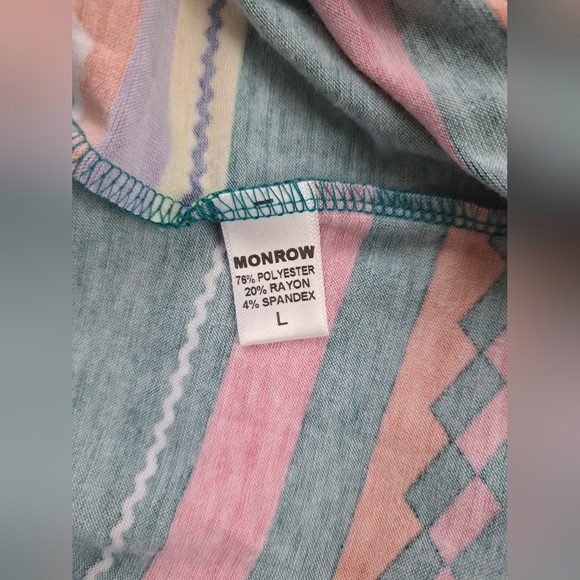 MONROW
76% POLYESTER
20% RAYON
4% SPANDEX
L